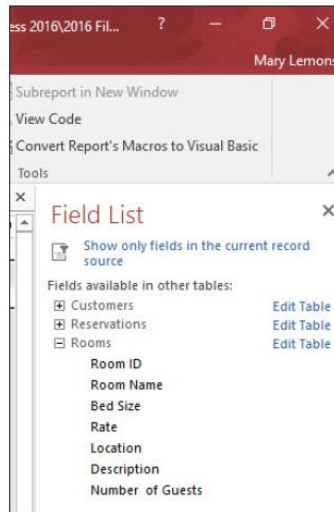 ess 2016\2016 Fil... ?
Mary Lemons
Subreport in New Window
View Code
Convert Report's Macros to Visual Basic
Tools
Field List
Show only fields in the current record
source
Fields available in other tables:
Customers Edit Table
Reservations Edit Table
Rooms Edit Table
Room ID
Room Name
Bed Size
Rate
Location
Description
Number of Guests